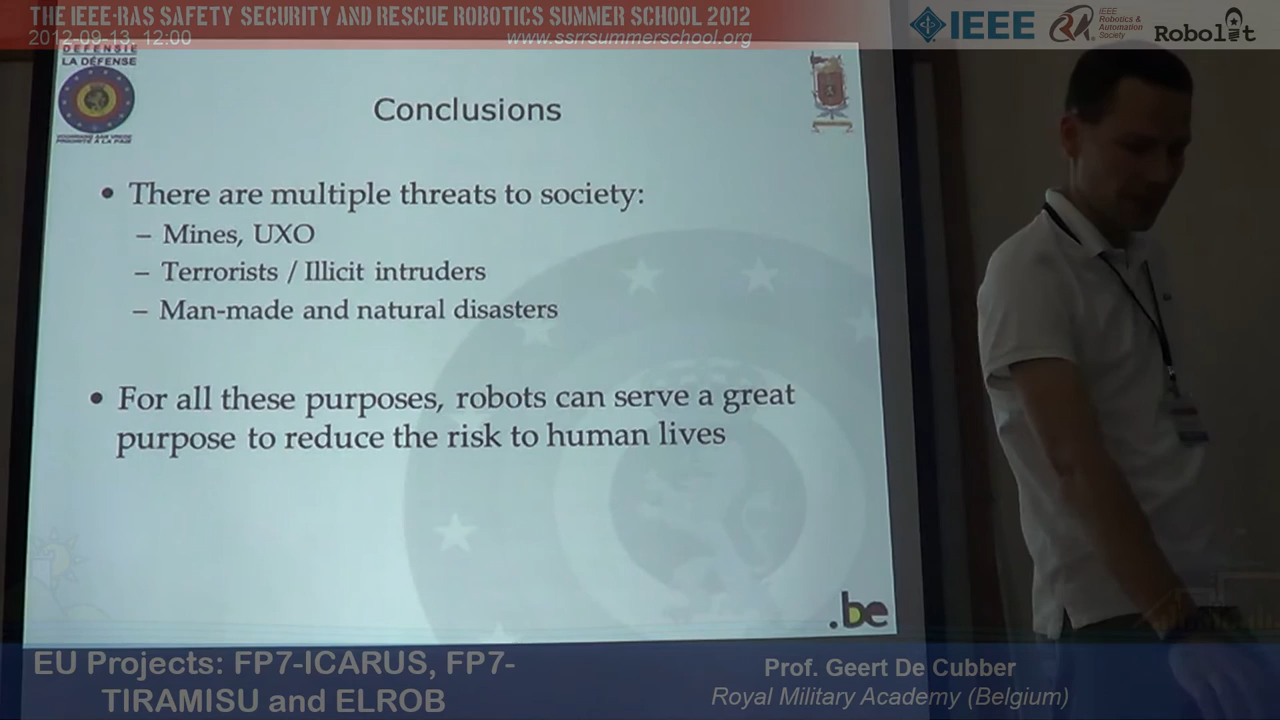 THE IEEE-RAS SAFETY SECURITY AND RESCUE ROBOTICS SUMMER SCHOOL 2012
2012-09-13, 12:00
www.ssrrsummerschool.org
IEEE
IEEE
Robotics &
Automation
Society
Robolit
DEFENSIE
LA DÉFENSE
Conclusions
• There are multiple threats to society:
– Mines, UXO
– Terrorists / Illicit intruders
– Man-made and natural disasters
• For all these purposes, robots can serve a great
purpose to reduce the risk to human lives
.be
EU Projects: FP7-ICARUS, FP7-
TIRAMISU and ELROB
Prof. Geert De Cubber
Royal Military Academy (Belgium)